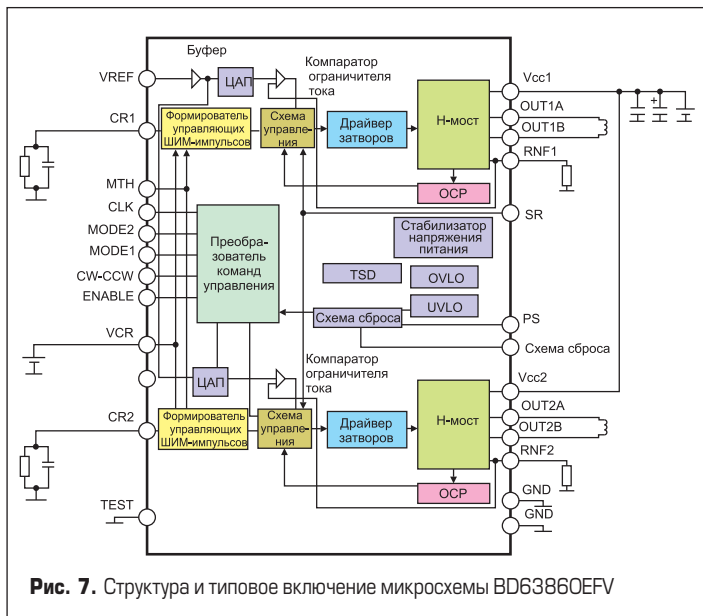 Буфер
VREF
ЦАП
Компаратор
ограничителя
тока
Vcc1
CR1
Формирователь
управляющих
ШИМ-импульсов
Схема
управле-
ния
Драйвер
затворов
Н-мост
OUT1A
OUT1B
RNF1
OCP
MTH
CLK
MODE2
MODE1
CW-CCW
ENABLE
Преобра-
зователь
команд
управления
SR
Стабилизатор
напряжения
питания
TSD
OVLO
UVLO
Схема сброса
PS
Схема сброса
VCR
ЦАП
Компаратор
ограничителя
тока
Vcc2
CR2
Формирователь
управляющих
ШИМ-импульсов
Схема
управле-
ния
Драйвер
затворов
Н-мост
OUT2A
OUT2B
RNF2
OCP
TEST
GND
GND
+
Рис. 7. Структура и типовое включение микросхемы BD63860EFV